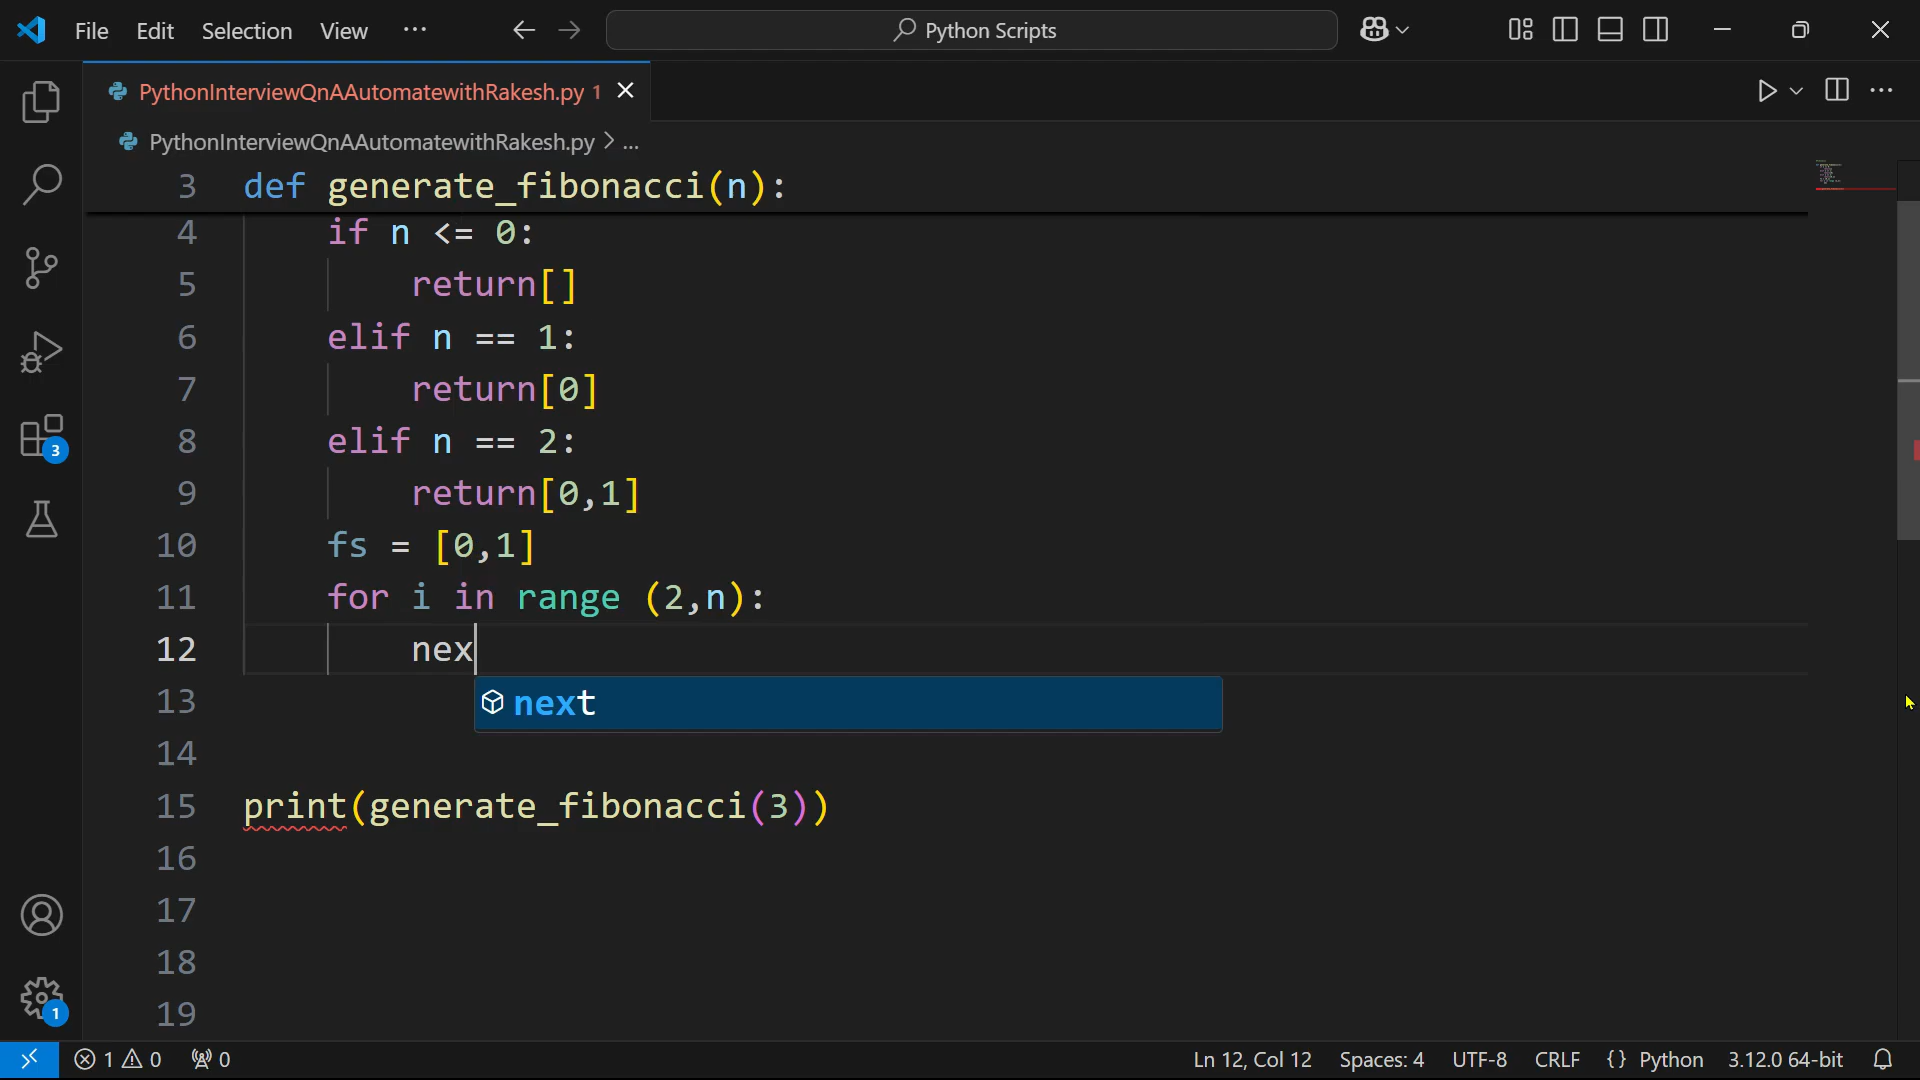 File Edit Selection View ··· Python Scripts
PythonInterviewQnAAutomatewithRakesh.py 1
PythonInterviewQnAAutomatewithRakesh.py > ...
3 def generate_fibonacci(n):
4 if n <= 0:
5 return[]
6 elif n == 1:
7 return[0]
8 elif n == 2:
9 return[0,1]
10 fs = [0,1]
11 for i in range (2,n):
12 nex
next
13
14
15 print(generate_fibonacci(3))
16
17
18
19
3
1
1 0 0 Ln 12, Col 12 Spaces: 4 UTF-8 CRLF {} Python 3.12.0 64-bit